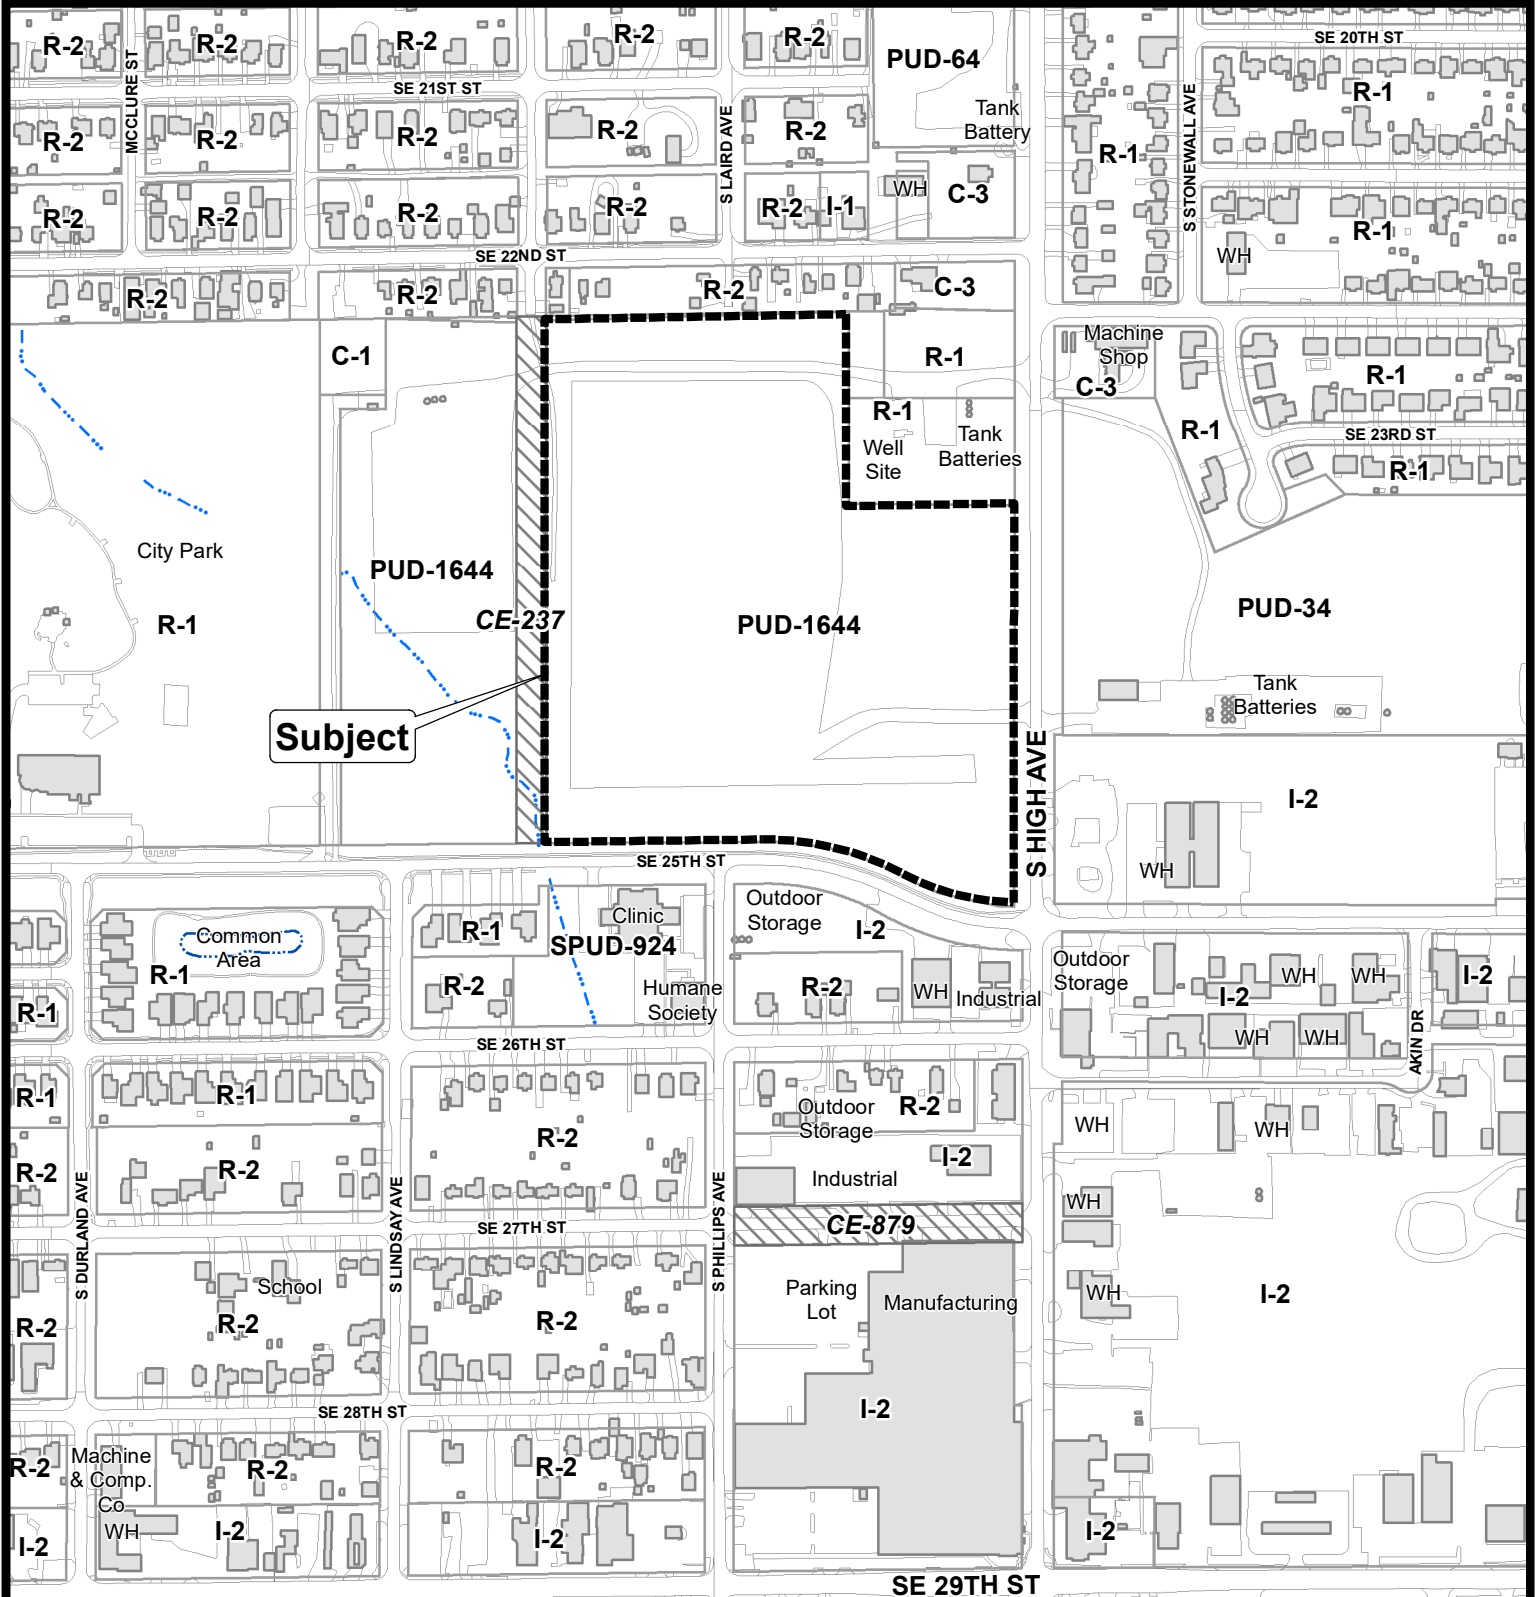 SE 20TH ST
R-2
R-2
R-2
R-2
R-2
PUD-64
MCCLURE ST
SE 21ST ST
R-1
S STONEWALL AVE
Tank
Battery
S LAIRD AVE
R-2
R-2
R-2
R-2
R-2
R-1
WH
C-3
R-2
R-2
R-2
R-2
R-2
I-1
R-1
SE 22ND ST
WH
R-2
R-2
R-2
C-3
Machine
Shop
C-1
R-1
C-3
R-1
R-1
R-1
SE 23RD ST
Well
Site
Tank
Batteries
R-1
City Park
PUD-1644
R-1
CE-237
PUD-1644
PUD-34
Subject
Tank
Batteries
S HIGH AVE
I-2
WH
SE 25TH ST
Outdoor
Storage
I-2
Clinic
R-1
SPUD-924
Common
Area
R-1
R-2
Humane
Society
R-2
WH
Industrial
Outdoor
Storage
WH
WH
I-2
I-2
WH
WH
R-1
SE 26TH ST
AKIN DR
R-1
R-1
R-2
Outdoor
Storage
R-2
WH
WH
R-2
R-2
I-2
Industrial
S DURLAND AVE
S LINDSAY AVE
S PHILLIPS AVE
WH
SE 27TH ST
CE-879
School
Parking
Lot
Manufacturing
WH
I-2
R-2
R-2
R-2
I-2
SE 28TH ST
R-2
Machine
& Comp.
Co
R-2
R-2
WH
I-2
I-2
I-2
I-2
SE 29TH ST